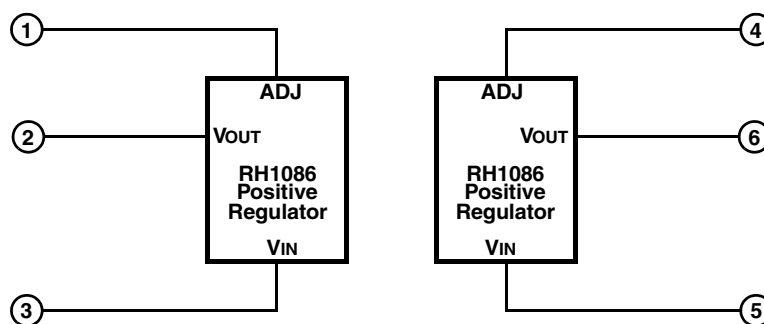 1
4
ADJ
ADJ
2
VOUT
VOUT
6
RH1086
Positive
Regulator
RH1086
Positive
Regulator
VIN
VIN
3
5